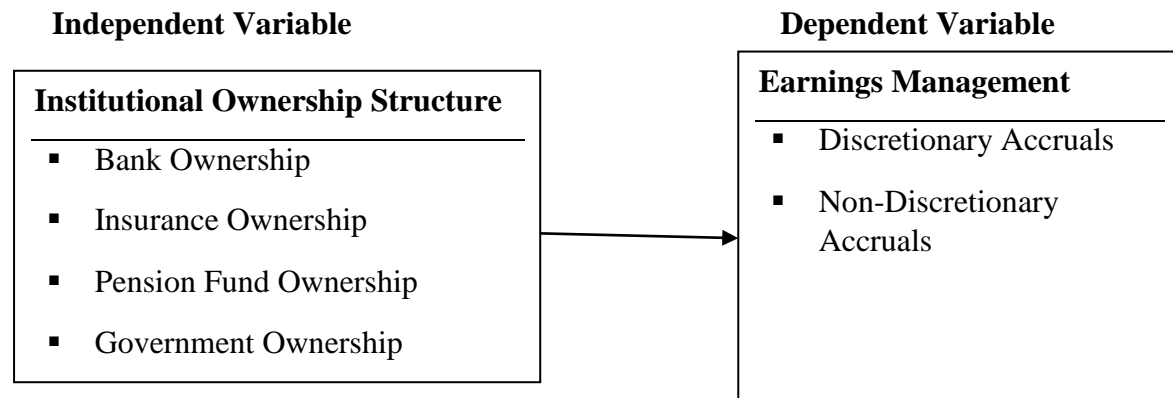 Independent Variable
Institutional Ownership Structure
▪ Bank Ownership
▪ Insurance Ownership
▪ Pension Fund Ownership
▪ Government Ownership
Dependent Variable
Earnings Management
▪ Discretionary Accruals
▪ Non-Discretionary
Accruals